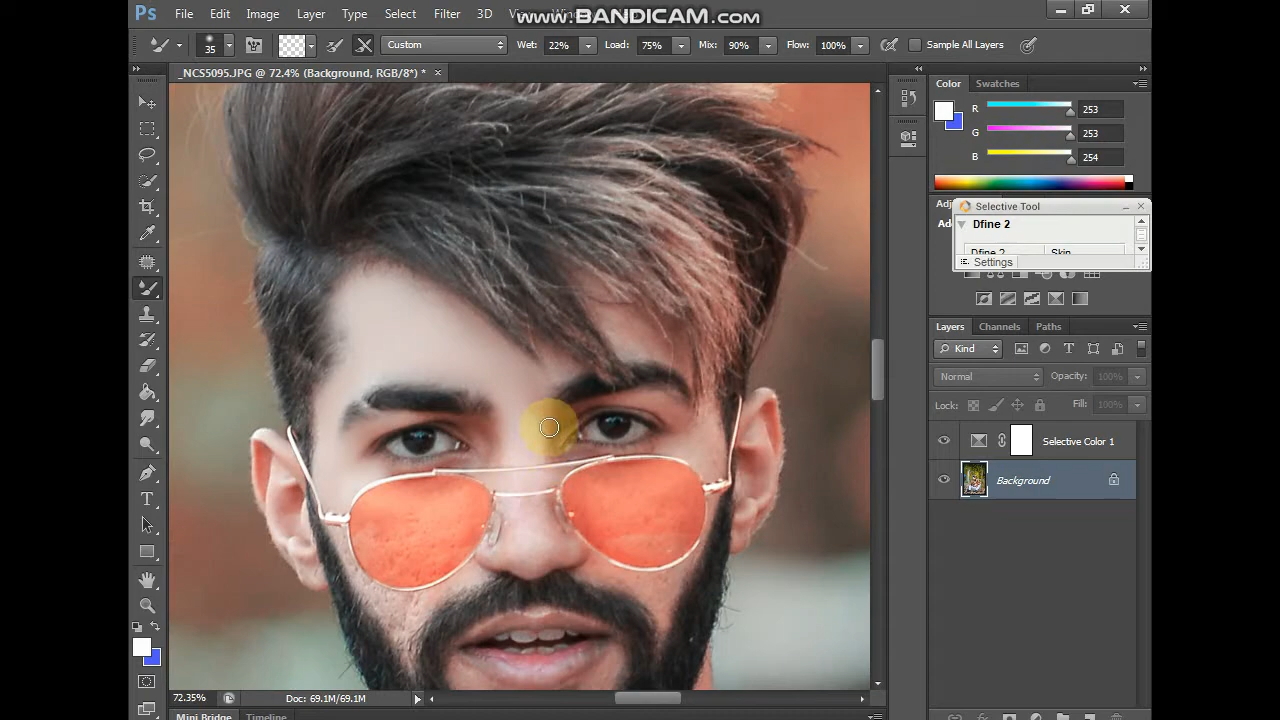 Ps File Edit Image Layer Type Select Filter 3D
www.BANDICAM.com
35 Custom Wet: 22% Load: 75% Mix: 90% Flow: 100% Sample All Layers
_NCS5095.JPG @ 72.4% (Background, RGB/8*) * ×
Color Swatches
R 253
G 253
B 254
Selective Tool
Dfine 2
Dfine 2 Skin
Settings
Layers Channels Paths
Kind
Normal Opacity: 100%
Lock: Fill: 100%
Selective Color 1
Background
72.35% Doc: 69.1M/69.1M
Mini Bridge Timeline